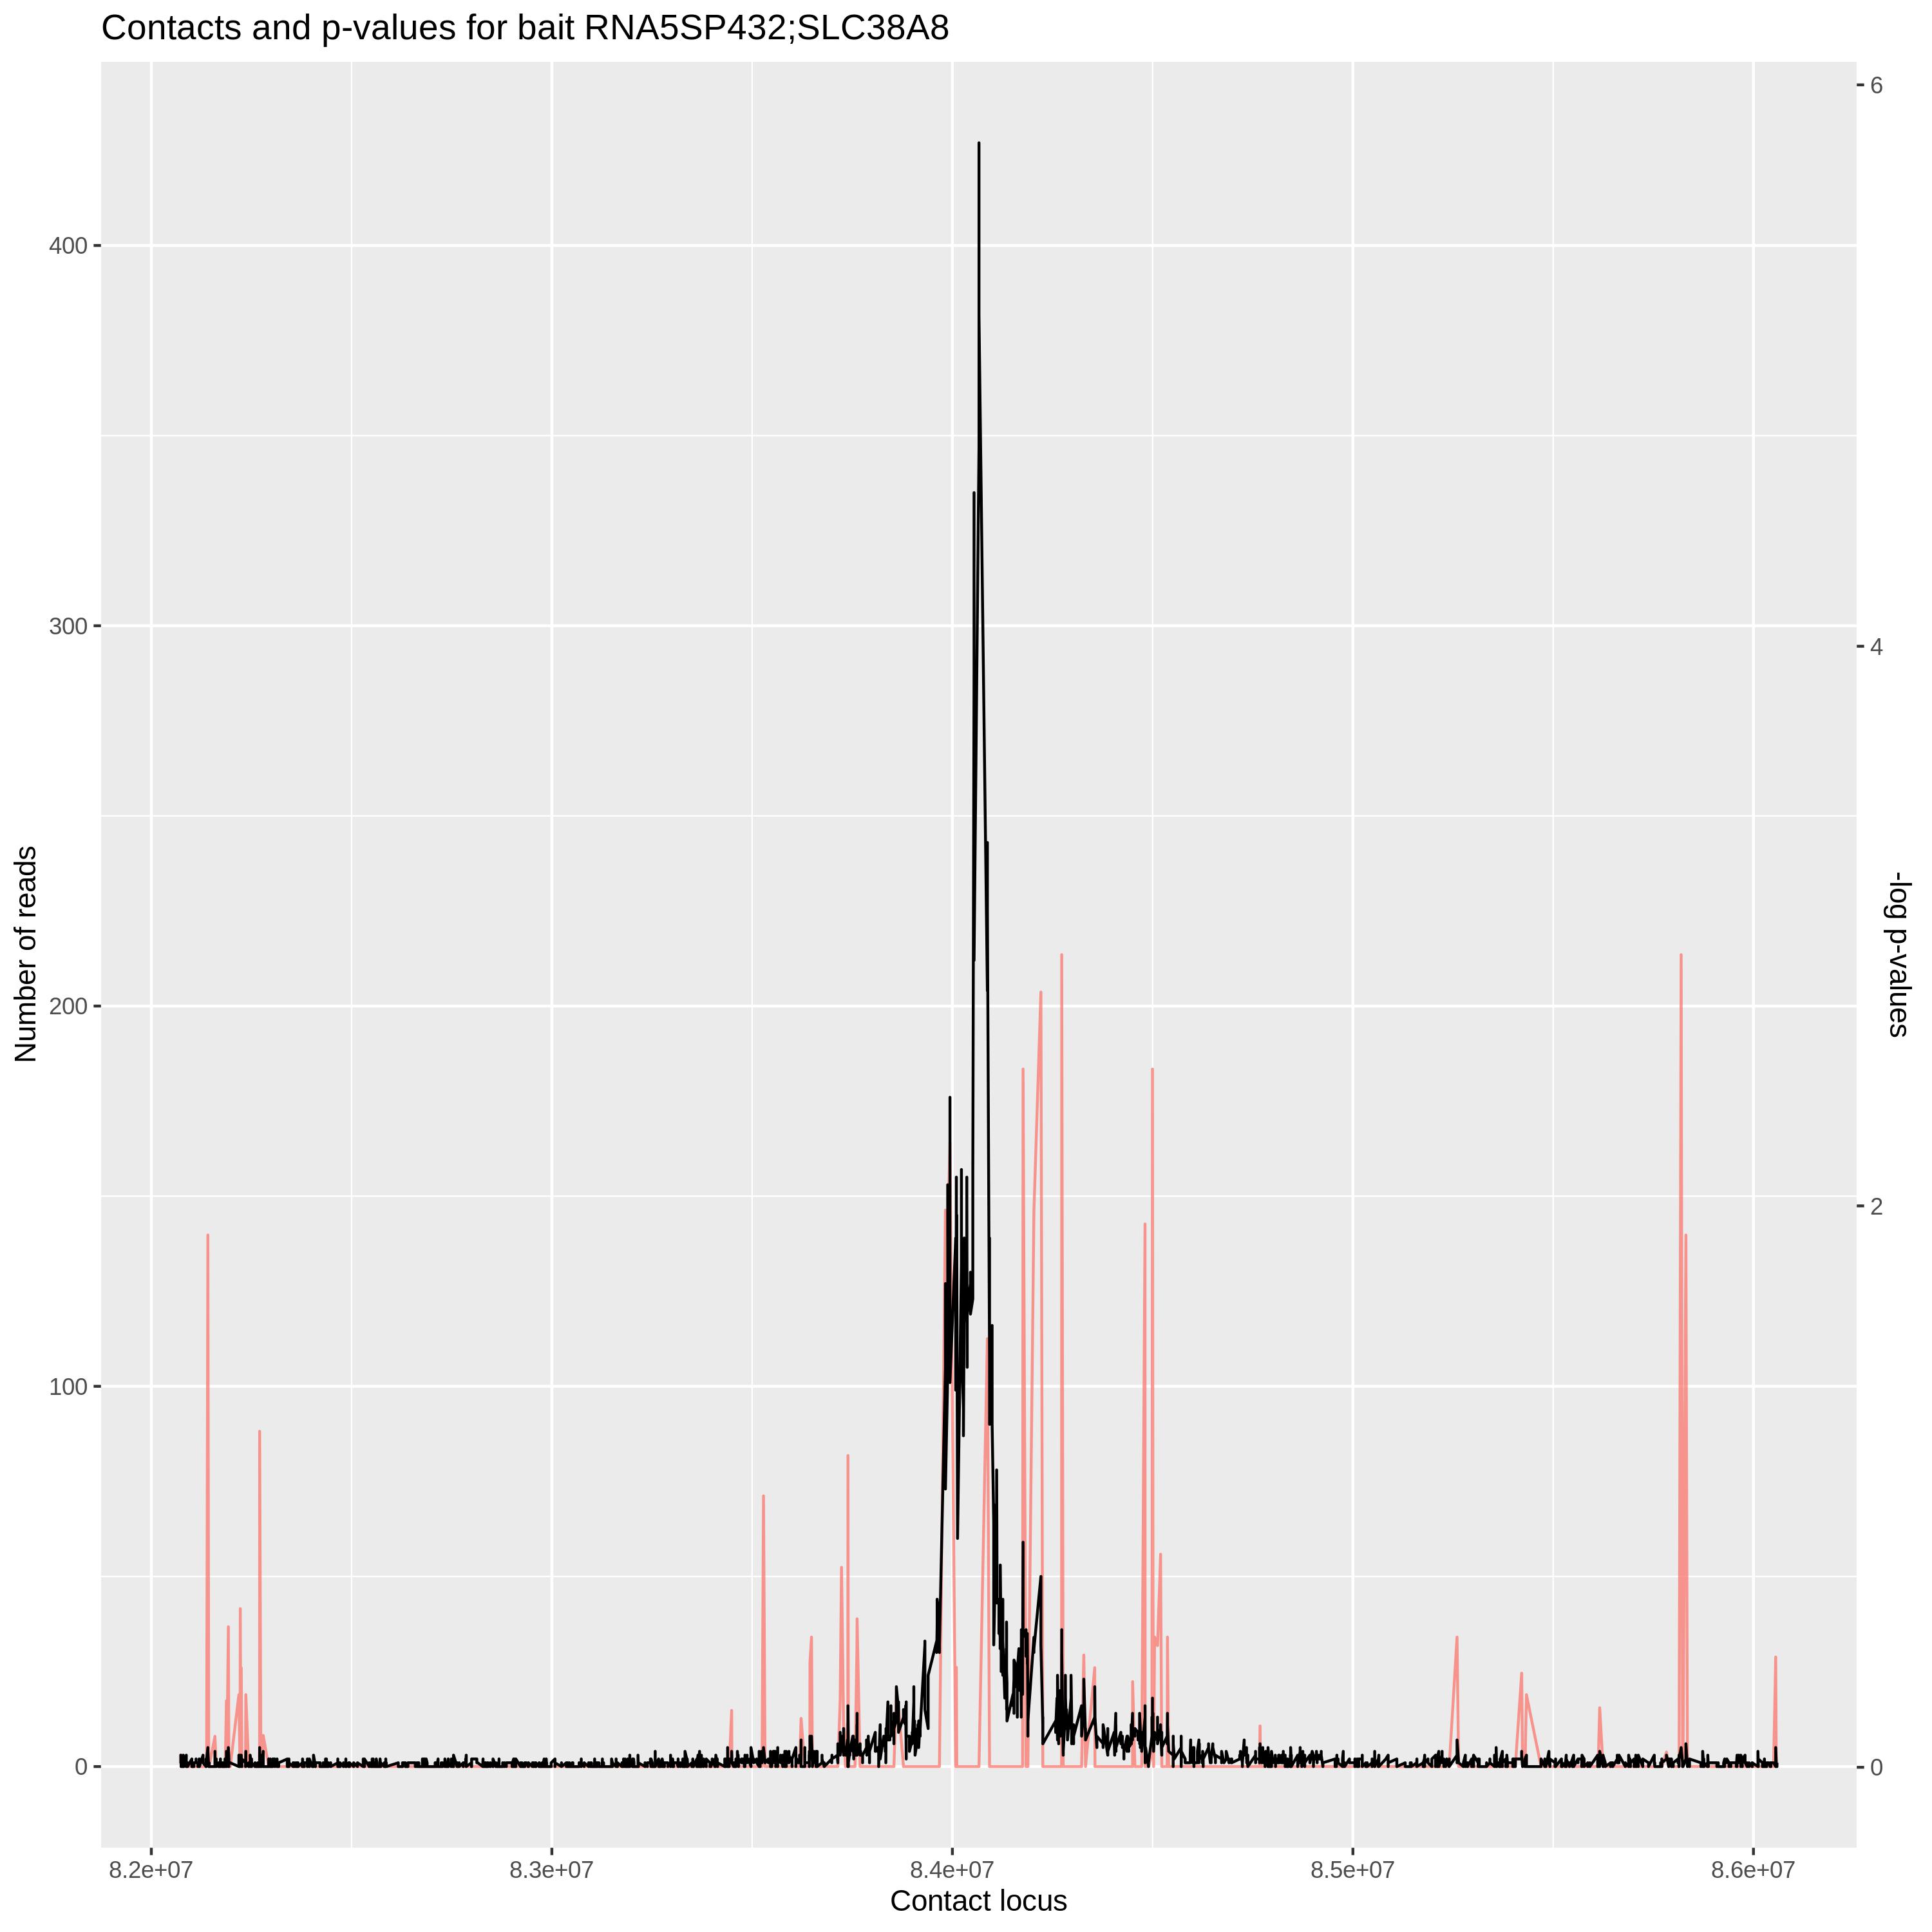 Contacts and p-values for bait RNA5SP432;SLC38A8
6
400
300
4
Number of reads
-log p-values
200
2
100
0
0
8.2e+07
8.3e+07
8.4e+07
8.5e+07
8.6e+07
Contact locus